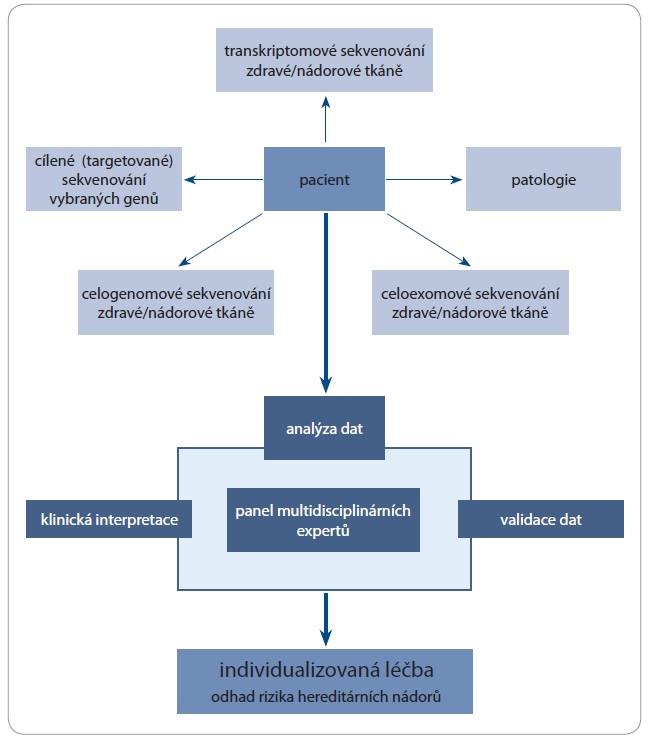 transkriptomové sekvenování
zdravé/nádorové tkáně
cílené (targetované)
sekvenování
vybraných genů
pacient
patologie
celogenomové sekvenování
zdravé/nádorové tkáně
celoexomové sekvenování
zdravé/nádorové tkáně
analýza dat
klinická interpretace
panel multidisciplinárních
expertů
validace dat
individualizovaná léčba
odhad rizika hereditárních nádorů